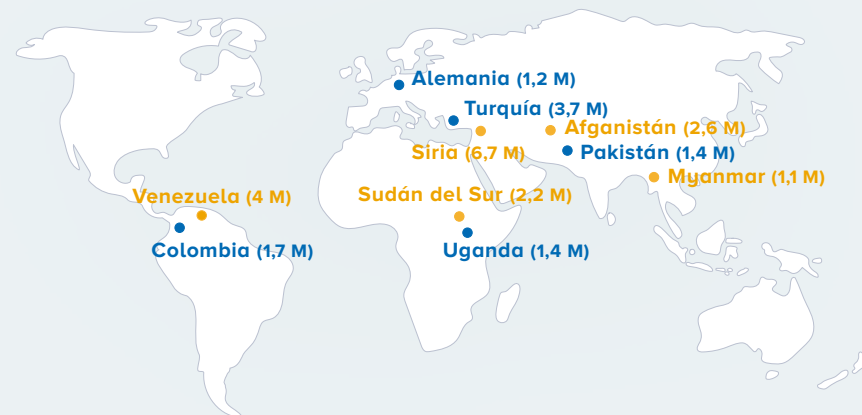 Alemania (1,2 M)
Turquía (3,7 M)
Afganistán (2,6 M)
Siria (6,7 M)
Pakistán (1,4 M)
Myanmar (1,1 M)
Venezuela (4 M)
Sudán del Sur (2,2 M)
Colombia (1,7 M)
Uganda (1,4 M)